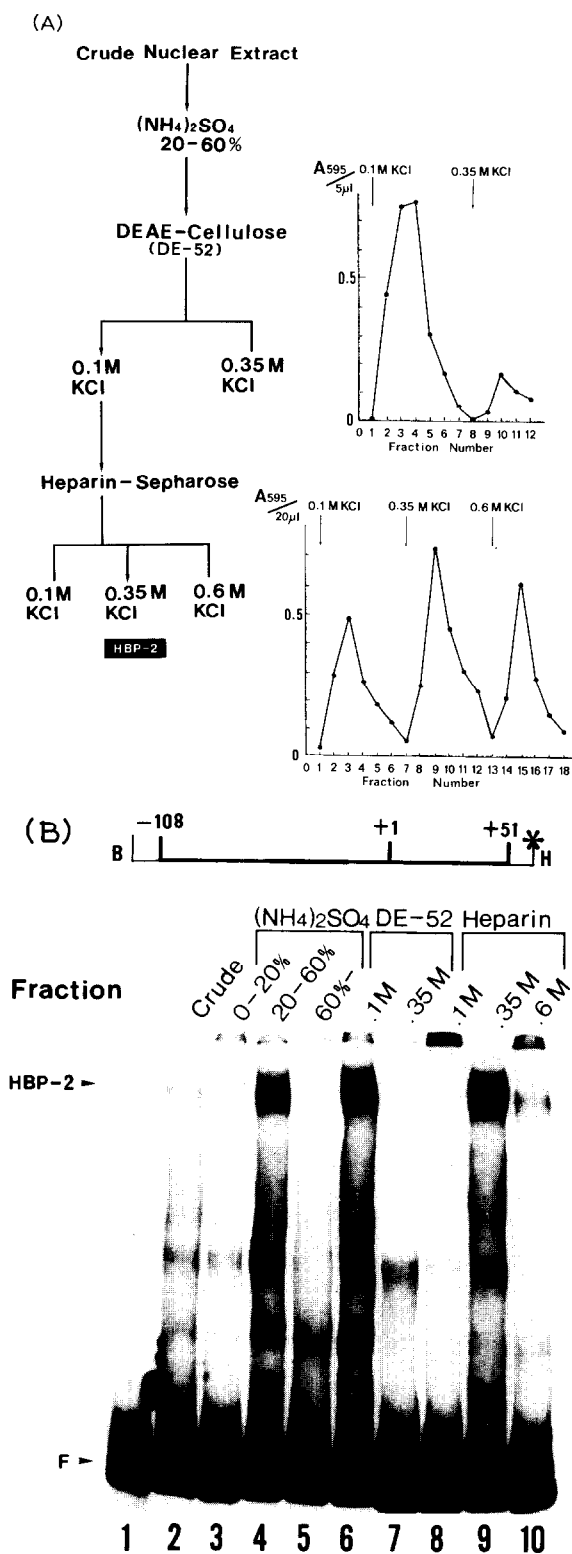 (A)
Crude Nuclear Extract
(NH4)2SO4
20-60%
DEAE-Cellulose
(DE-52)
0.1M KCl
0.35M KCl
Heparin-Sepharose
0.1M KCl
0.35M KCl
0.6M KCl
HBP-2
A595/5µl
0.1M KCl
0.35M KCl
0.5
0
0 1 2 3 4 5 6 7 8 9 10 11 12
Fraction Number
A595/20µl
0.1M KCl
0.35M KCl
0.6M KCl
0.5
0
0 1 2 3 4 5 6 7 8 9 10 11 12 13 14 15 16 17 18
Fraction Number
(B)
B -108 +1 +51 * H
(NH4)2SO4 DE-52 Heparin
Fraction
Crude 0-20% 20-60% 60%- .1M .35M .1M .35M .6M
HBP-2
F
1 2 3 4 5 6 7 8 9 10